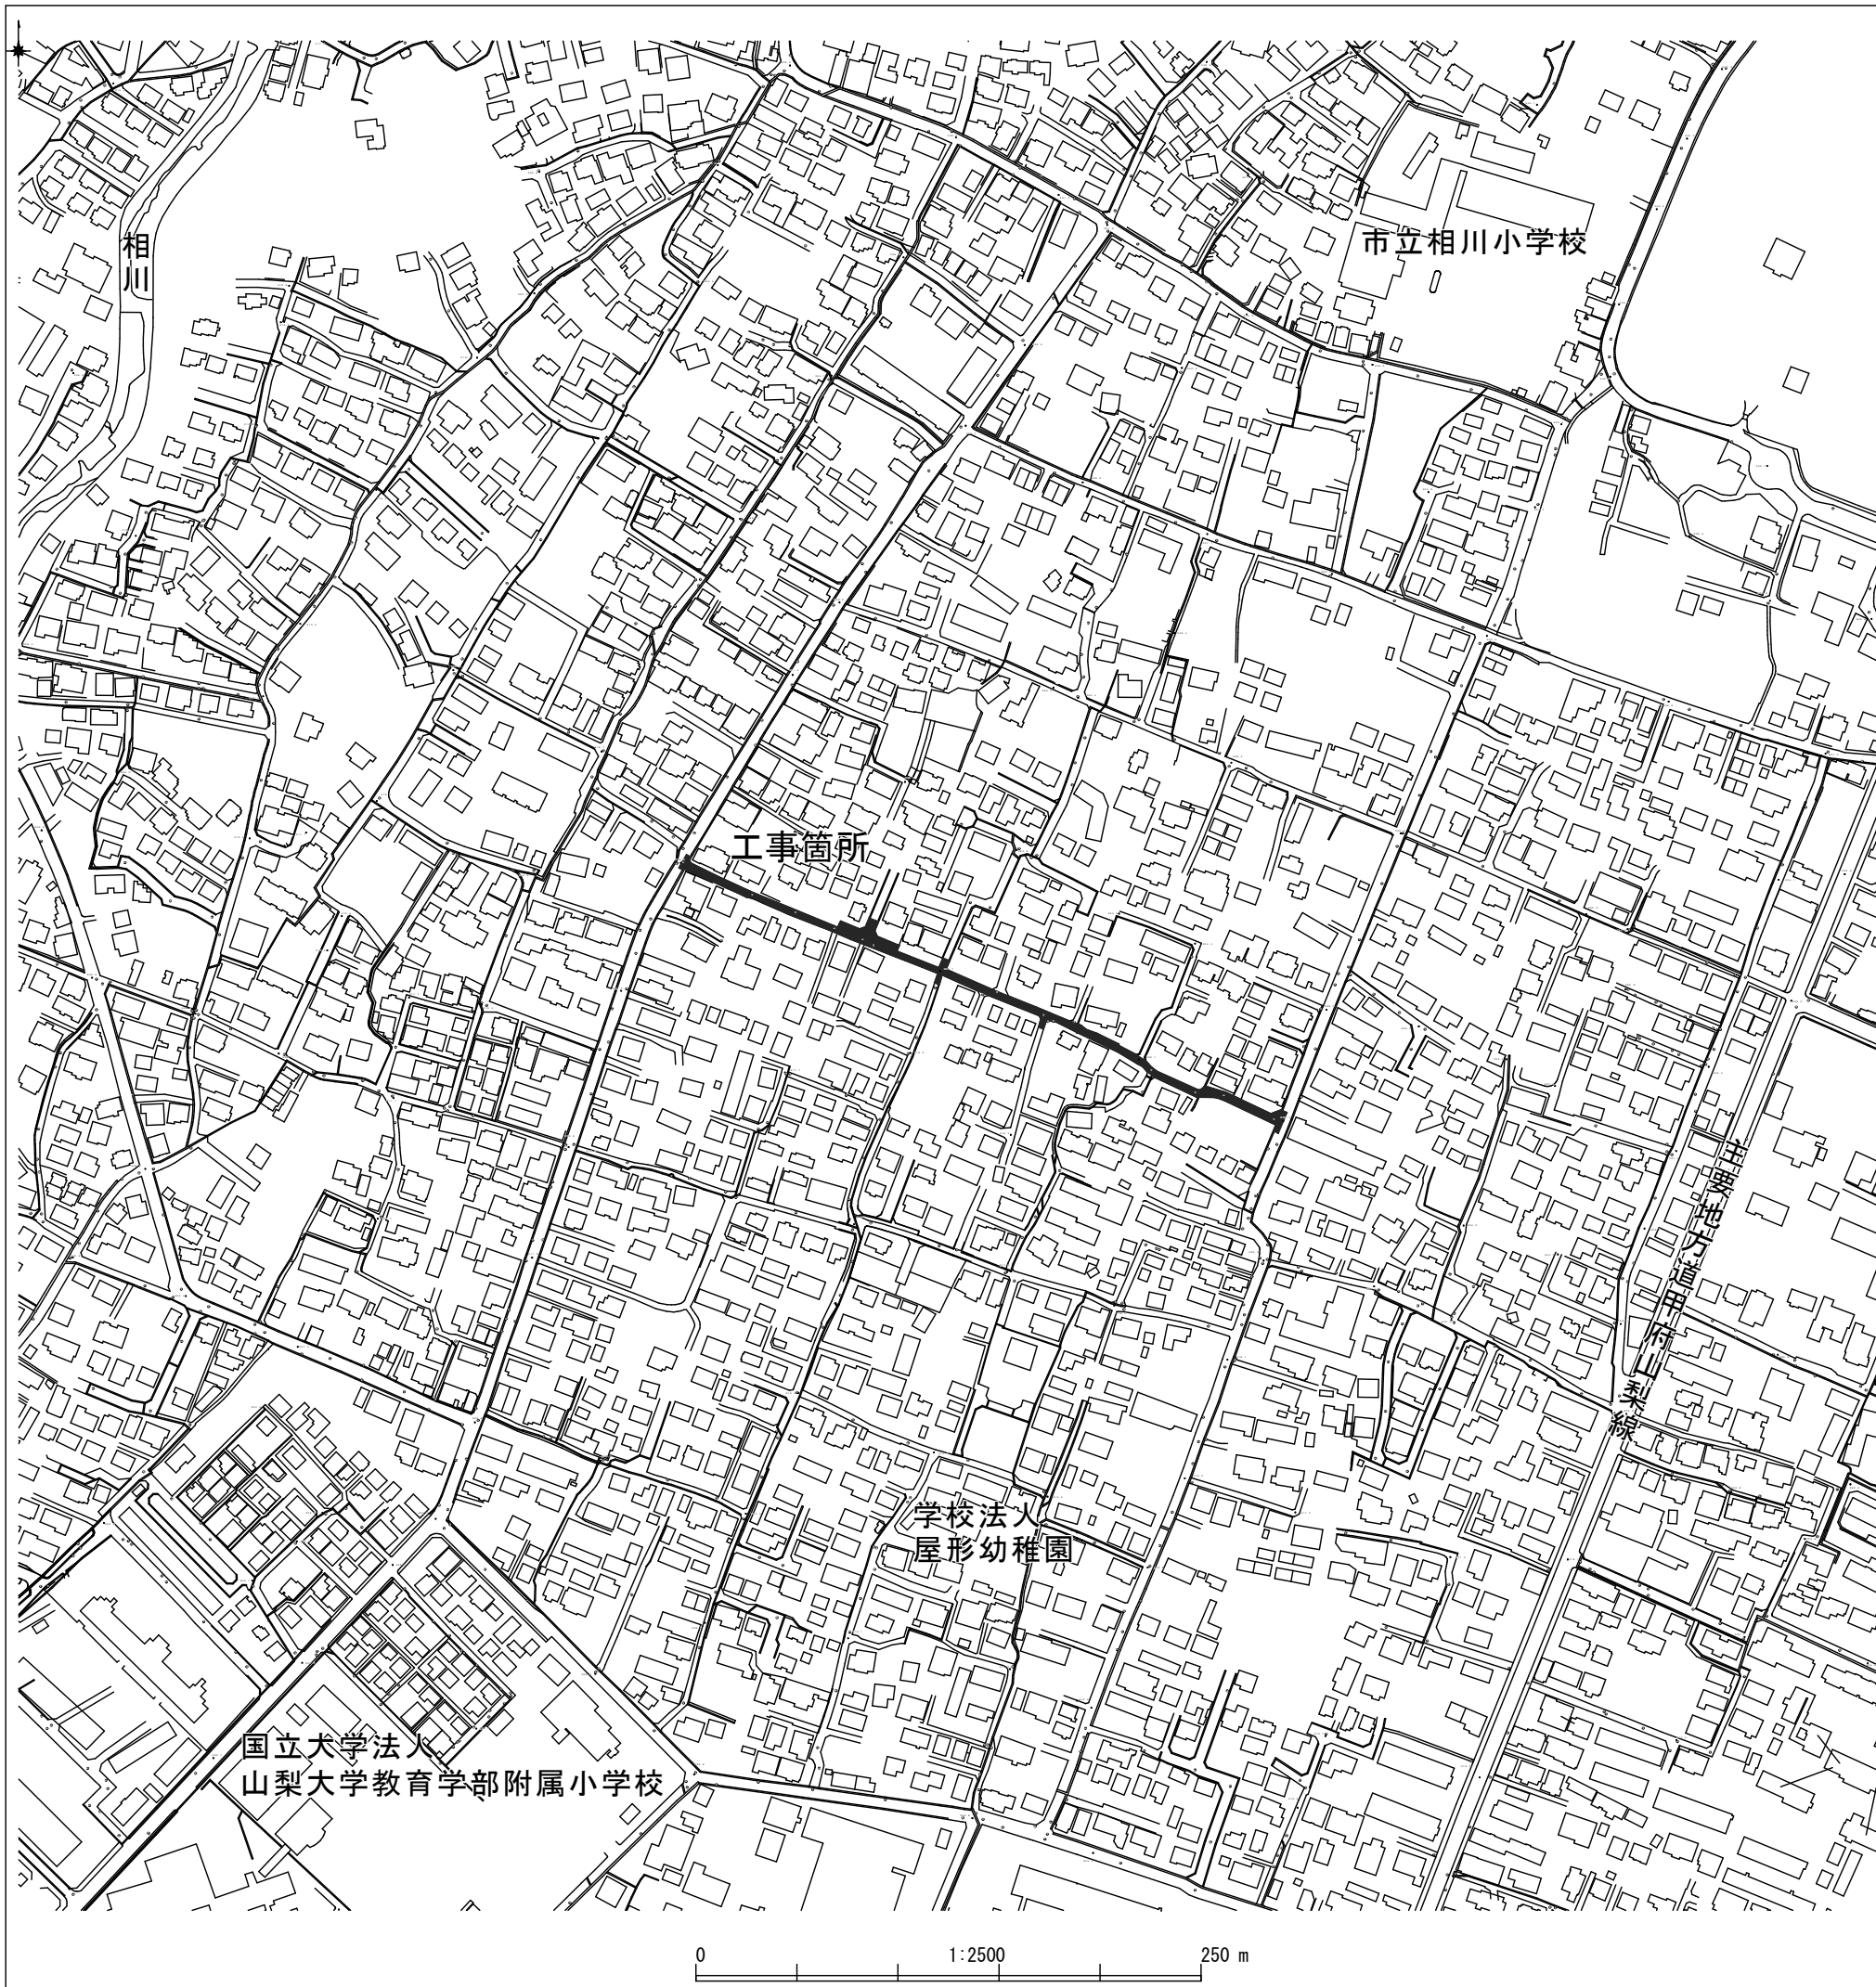 相川
市立相川小学校
工事箇所
主要地方道甲府山梨線
学校法人
屋形幼稚園
国立大学法人
山梨大学教育学部附属小学校
0 1:2500 250 m